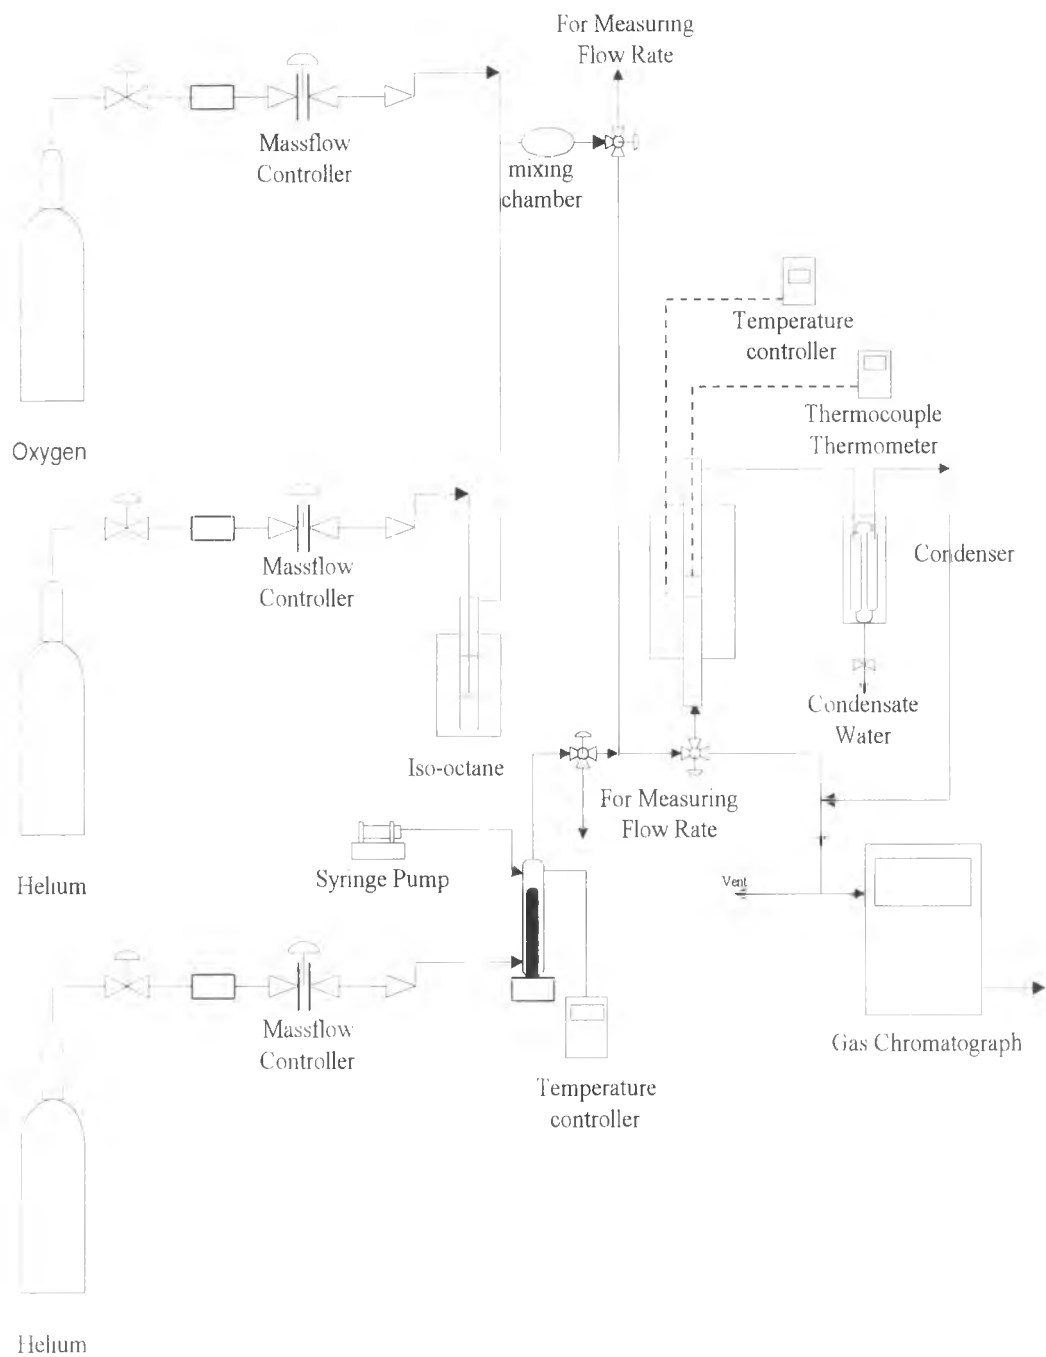 For Measuring
Flow Rate
Massflow
Controller
mixing
chamber
Temperature
controller
Thermocouple
Thermometer
Oxygen
Massflow
Controller
Condenser
Condensate
Water
Iso-octane
For Measuring
Flow Rate
Syringe Pump
Helium
Vent
Massflow
Controller
Gas Chromatograph
Temperature
controller
Helium